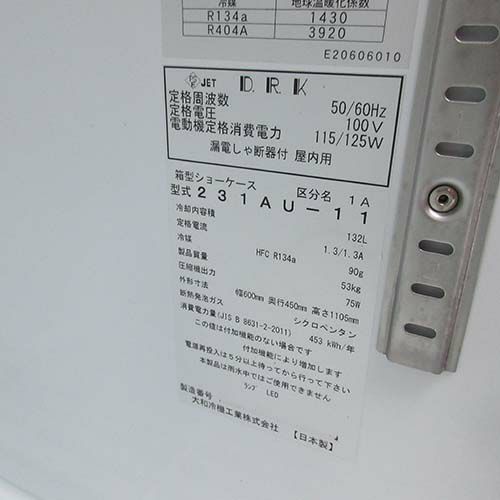 冷媒 地球温暖化係数
R134a 1430
R404A 3920
E20606010
JET D.R.K
定格周波数 50/60Hz
定格電圧 100V
電動機定格消費電力 115/125W
漏電しゃ断器付 屋内用
箱型ショーケース 区分名 1A
型式 231AU-11
冷却内容積 132L
定格電流 1.3/1.3A
冷媒 HFC R134a 90g
製品質量 53kg
圧縮機出力 75W
外形寸法 幅600mm 奥行450mm 高さ1106mm
断熱発泡ガス シクロペンタン
消費電力量(JIS B 8631-2-2011) 453 kWh/年
この値は付加機能のない場合です
付加機能により増加します
電源再投入は5分以上待ってから行って下さい
本製品は雨水中ではご使用できません
ランプ LED
製造番号
大和冷機工業株式会社 【日本製】